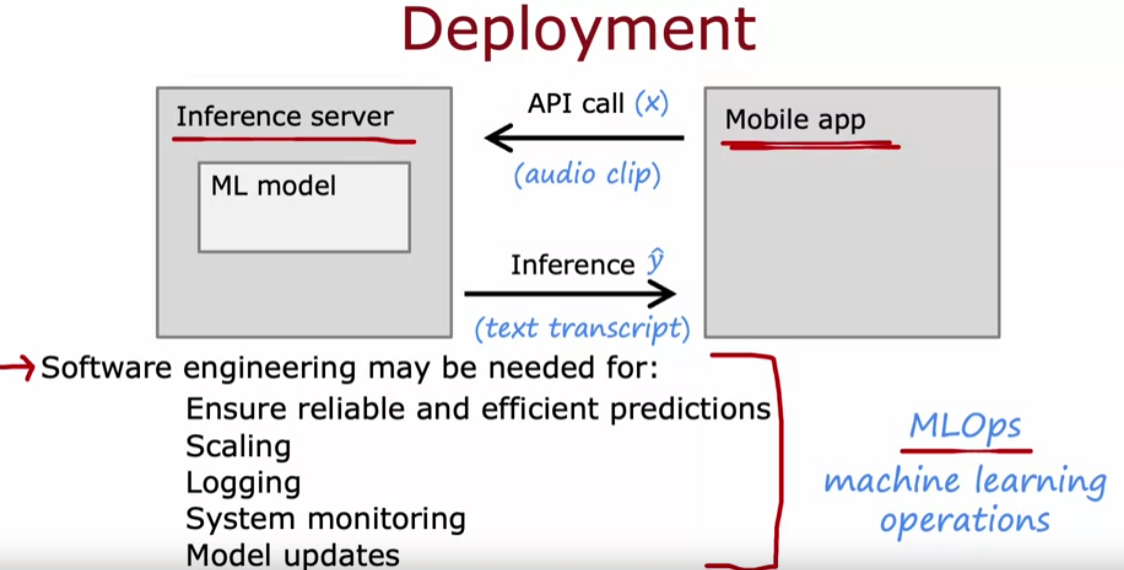 Deployment
Inference server
ML model
API call (x)
(audio clip)
Inference ŷ
(text transcript)
Mobile app
Software engineering may be needed for:
Ensure reliable and efficient predictions
Scaling
Logging
System monitoring
Model updates
MLOps
machine learning
operations